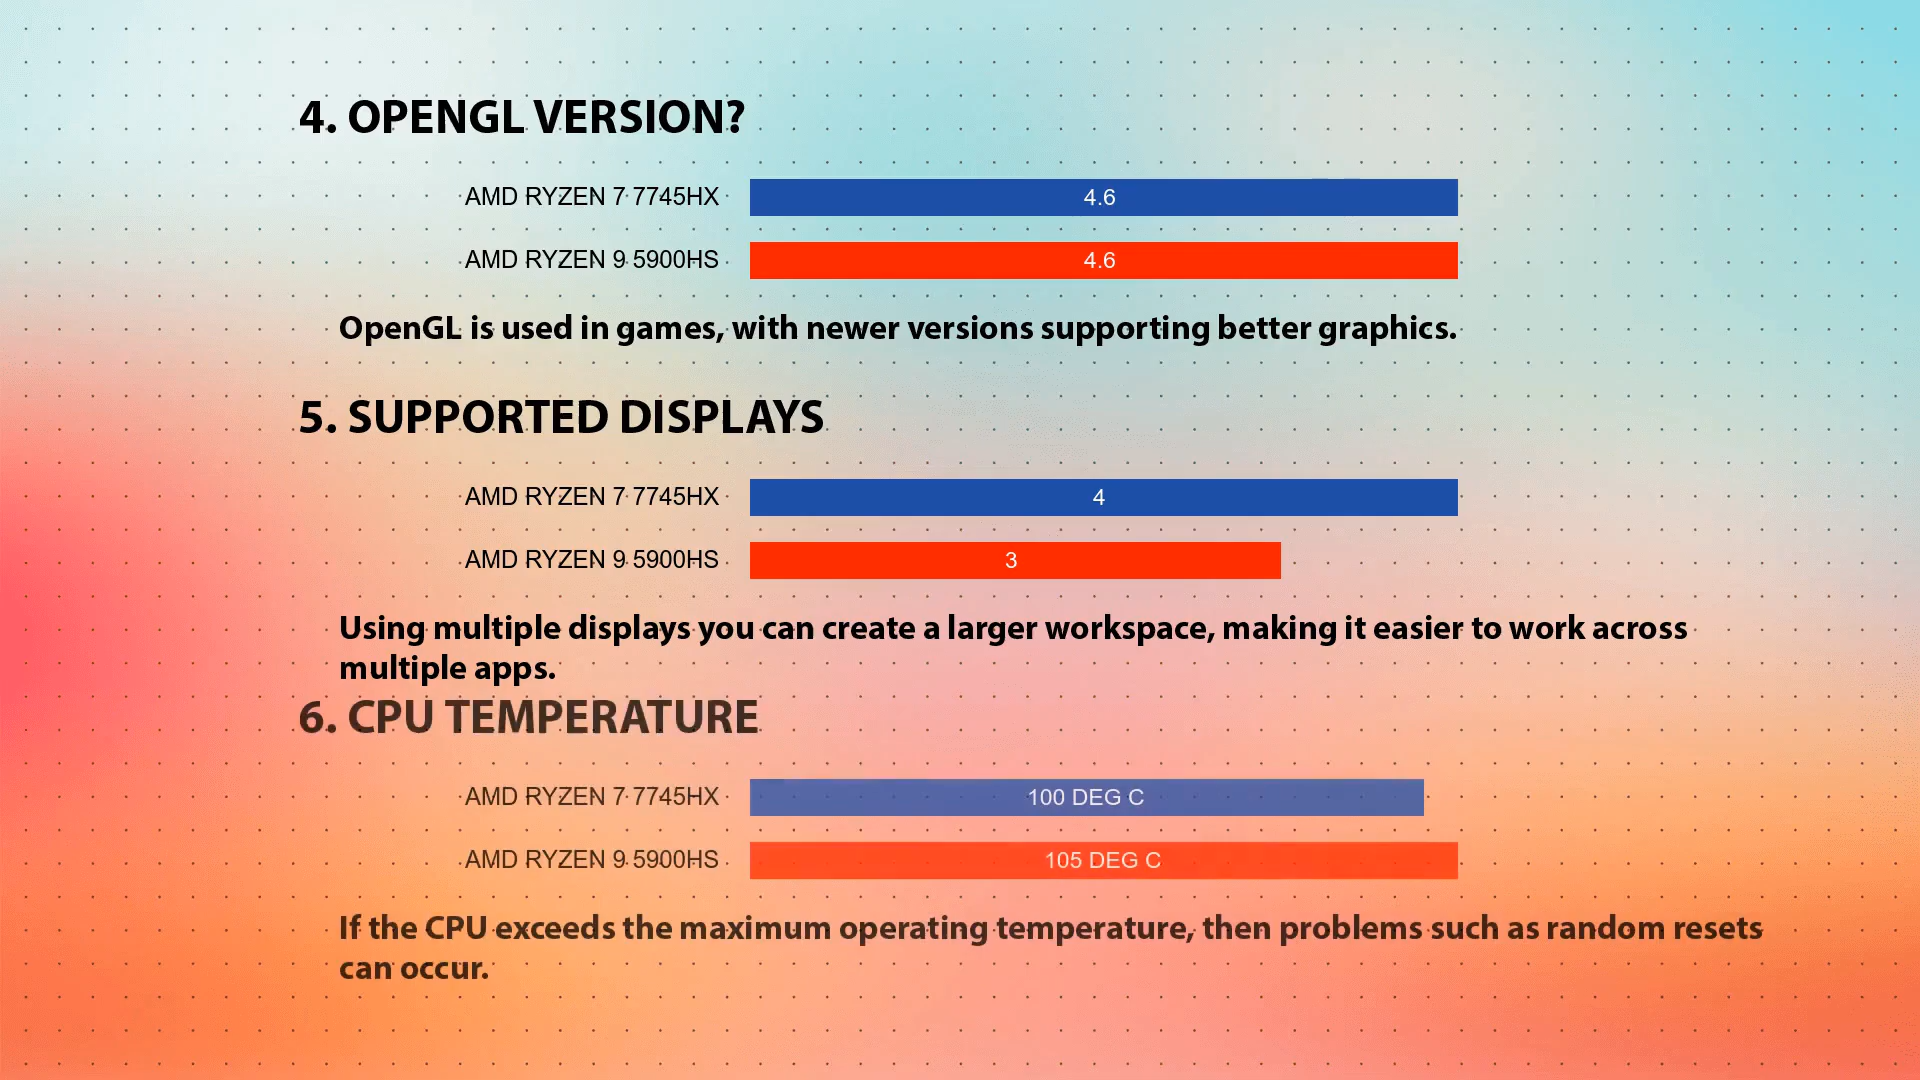 4. OPENGL VERSION?
AMD RYZEN 7 7745HX
4.6
AMD RYZEN 9 5900HS
4.6
OpenGL is used in games, with newer versions supporting better graphics.
5. SUPPORTED DISPLAYS
AMD RYZEN 7 7745HX
4
AMD RYZEN 9 5900HS
3
Using multiple displays you can create a larger workspace, making it easier to work across
multiple apps.
6. CPU TEMPERATURE
AMD RYZEN 7 7745HX
100 DEG C
AMD RYZEN 9 5900HS
105 DEG C
If the CPU exceeds the maximum operating temperature, then problems such as random resets
can occur.